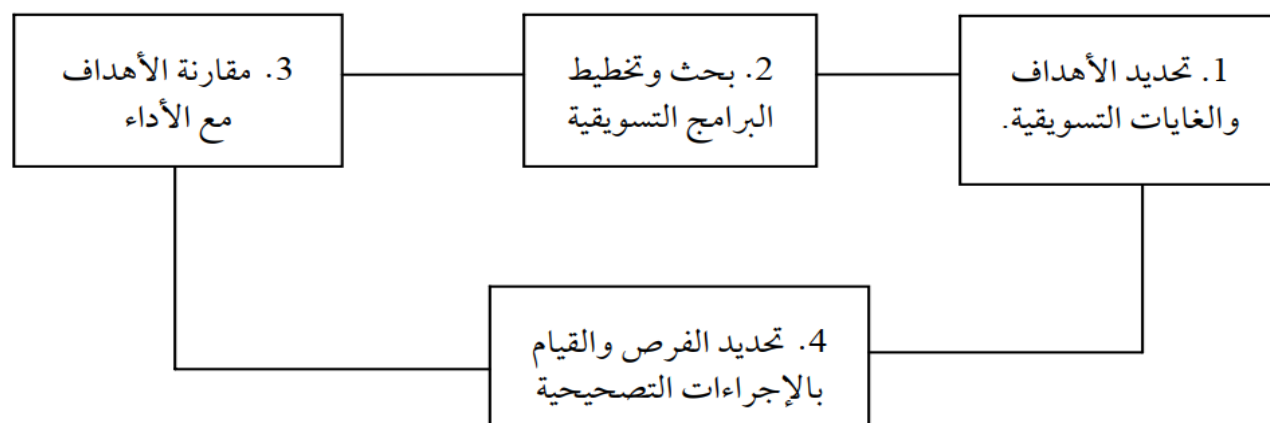 1. تحديد الأهداف
والغايات التسويقية.
2. بحث وتخطيط
البرامج التسويقية
3. مقارنة الأهداف
مع الأداء
4. تحديد الفرص والقيام
بالإجراءات التصحيحية